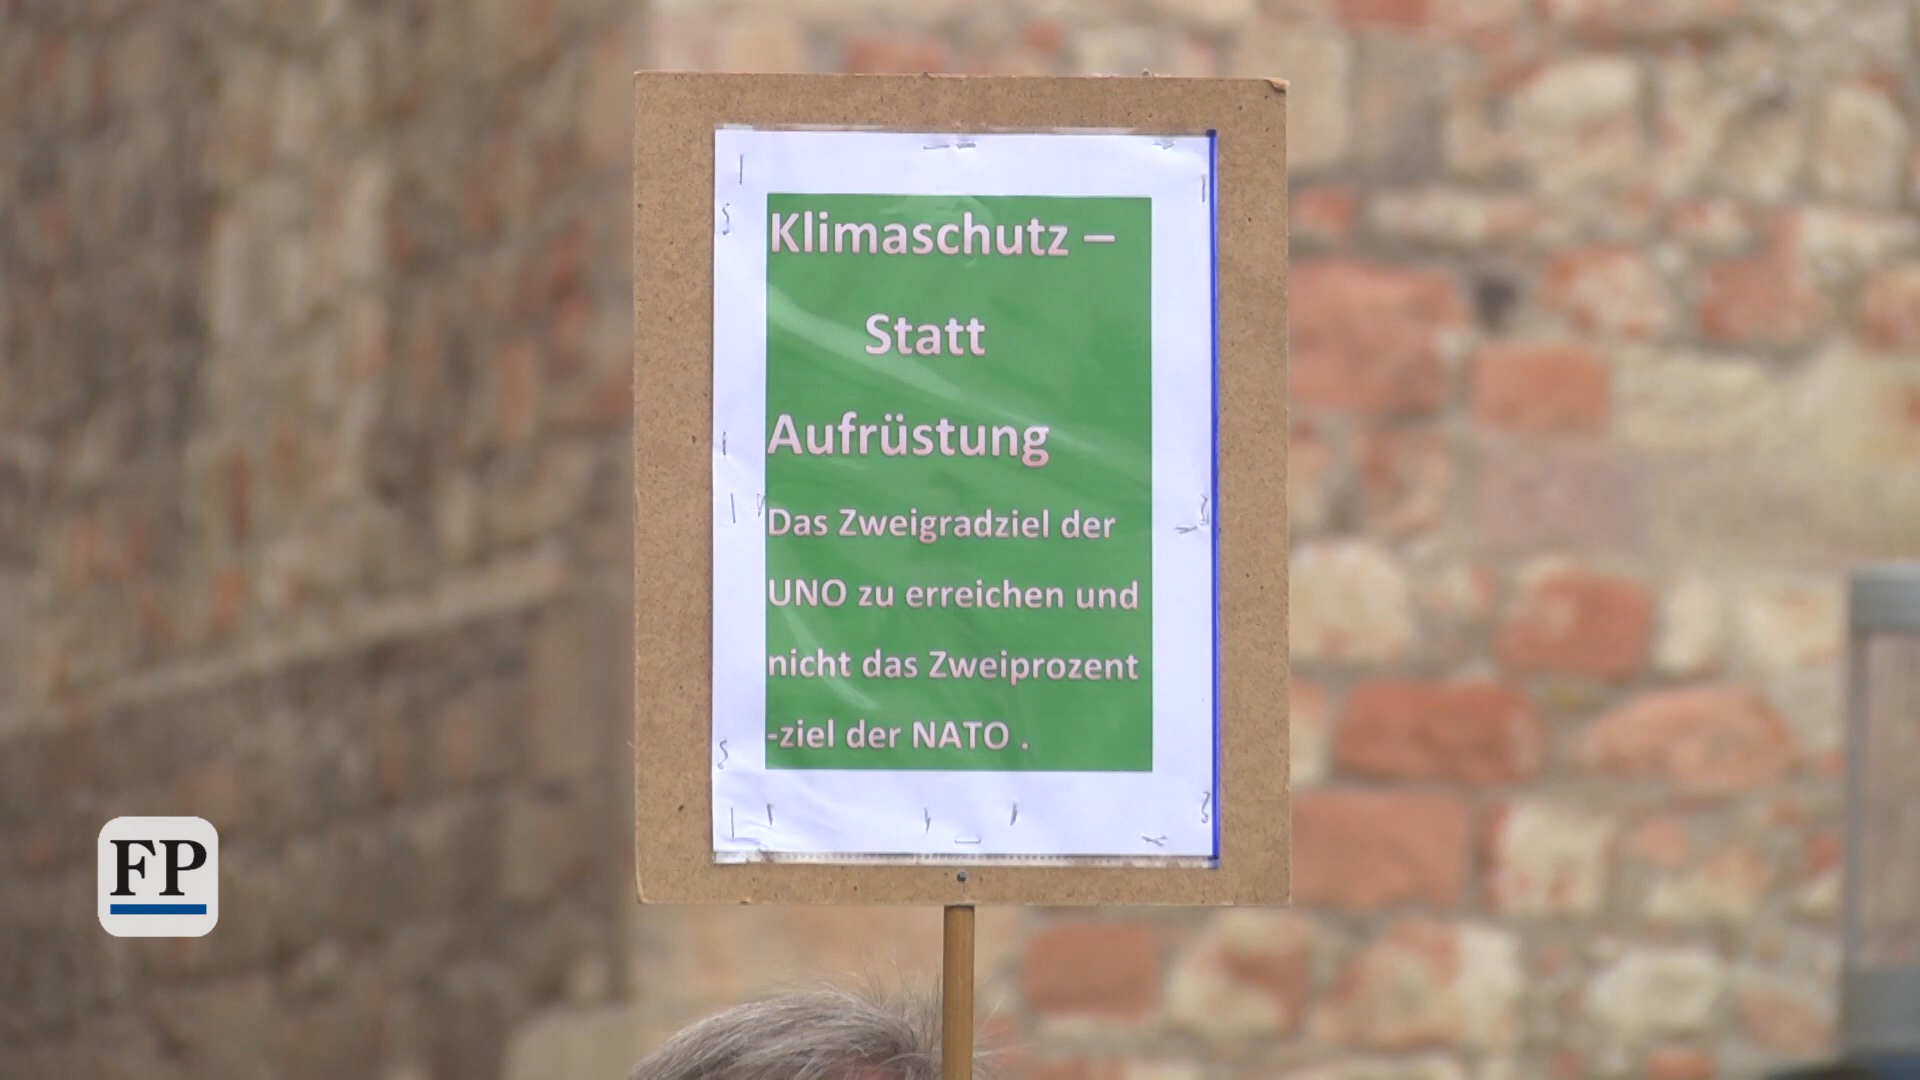 Klimaschutz –
Statt
Aufrüstung
Das Zweigradziel der
UNO zu erreichen und
nicht das Zweiprozent
-ziel der NATO .
FP